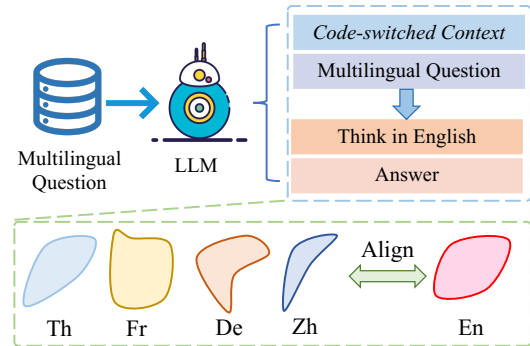 Code-switched Context
Multilingual Question
Think in English
Answer
Multilingual
Question
LLM
Align
Th
Fr
De
Zh
En